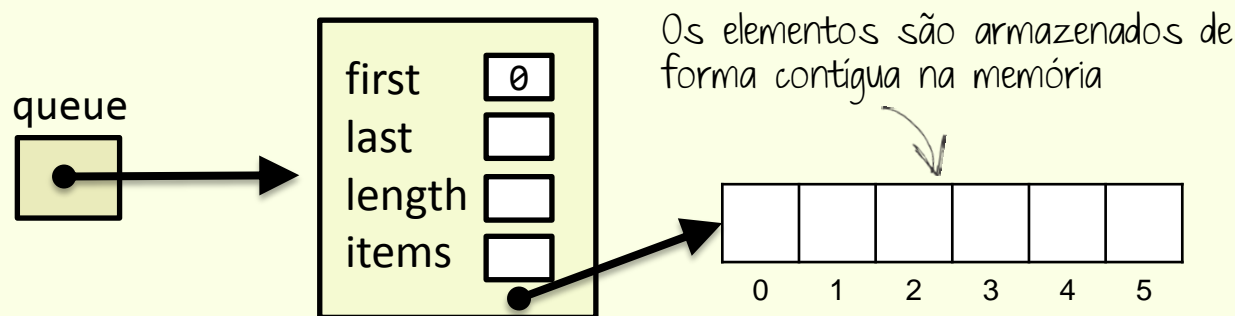 Os elementos são armazenados de
forma contígua na memória
queue
first 0
last
length
items
0 1 2 3 4 5